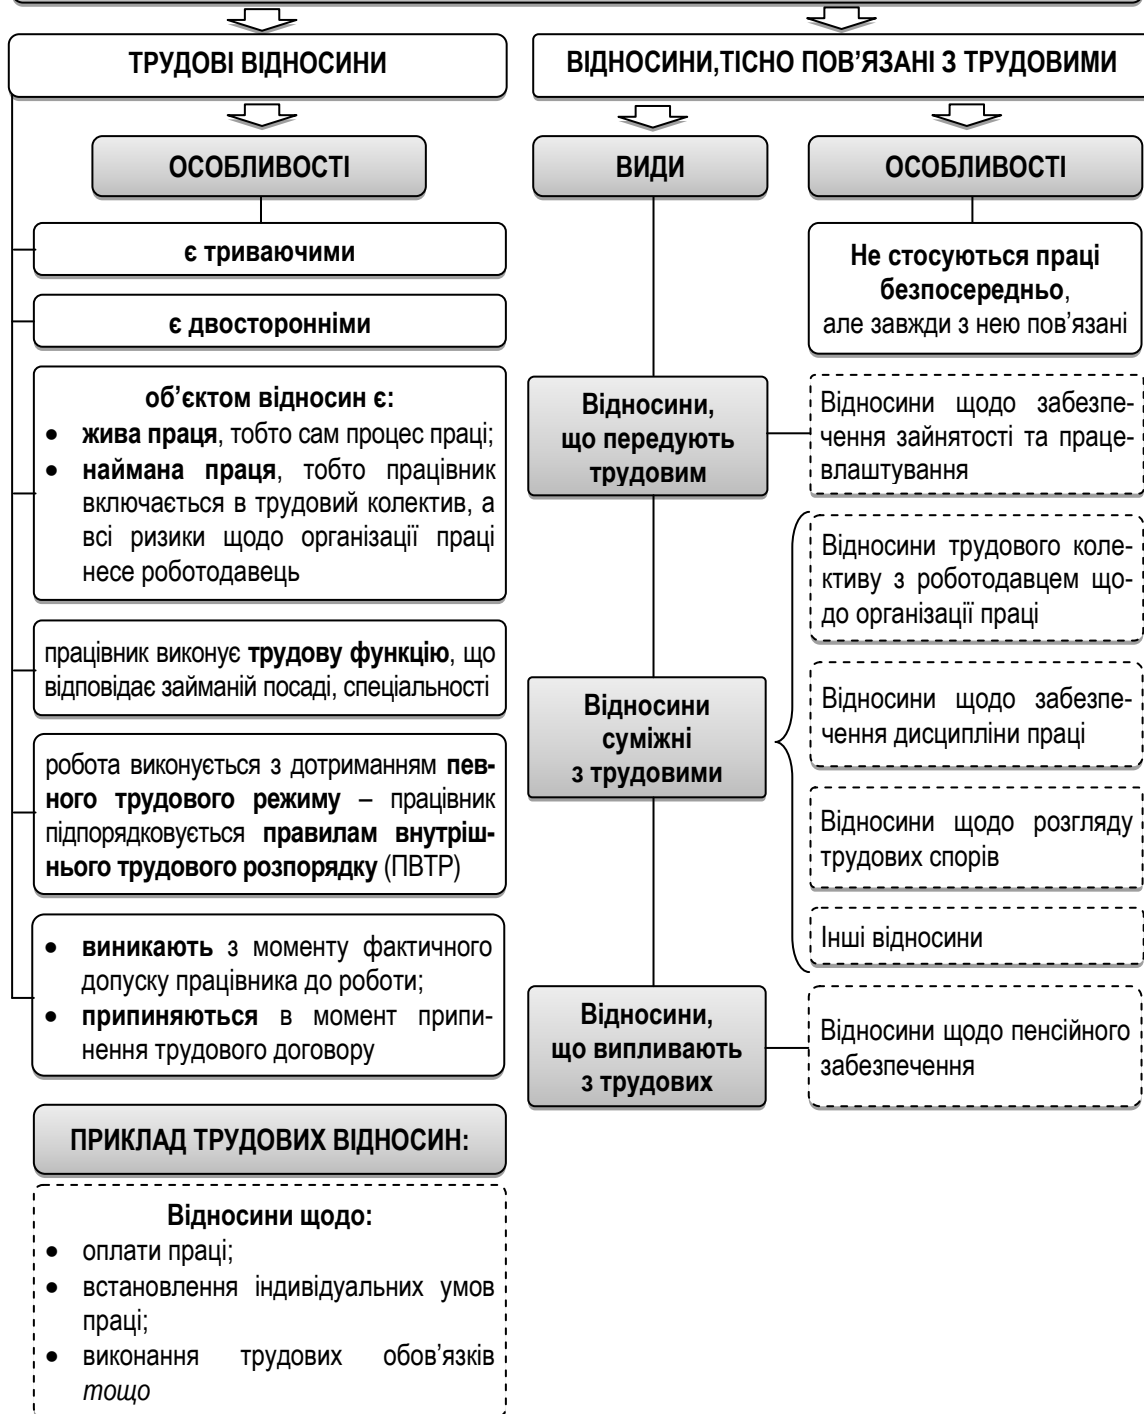 ТРУДОВІ ВІДНОСИНИ
ОСОБЛИВОСТІ
є триваючими
є двосторонніми
об’єктом відносин є:
• жива праця, тобто сам процес праці;
• наймана праця, тобто працівник
включається в трудовий колектив, а
всі ризики щодо організації праці
несе роботодавець
працівник виконує трудову функцію, що
відповідає займаній посаді, спеціальності
робота виконується з дотриманням пев-
ного трудового режиму – працівник
підпорядковується правилам внутріш-
нього трудового розпорядку (ПВТР)
• виникають з моменту фактичного
допуску працівника до роботи;
• припиняються в момент припи-
нення трудового договору
ПРИКЛАД ТРУДОВИХ ВІДНОСИН:
Відносини щодо:
• оплати праці;
• встановлення індивідуальних умов
праці;
• виконання трудових обов’язків
тощо
ВІДНОСИНИ,ТІСНО ПОВ’ЯЗАНІ З ТРУДОВИМИ
ВИДИ
ОСОБЛИВОСТІ
Не стосуються праці
безпосередньо,
але завжди з нею пов’язані
Відносини,
що передують
трудовим
Відносини щодо забезпе-
чення зайнятості та праце-
влаштування
Відносини
суміжні
з трудовими
Відносини трудового коле-
ктиву з роботодавцем що-
до організації праці
Відносини щодо забезпе-
чення дисципліни праці
Відносини щодо розгляду
трудових спорів
Інші відносини
Відносини,
що випливають
з трудових
Відносини щодо пенсійного
забезпечення